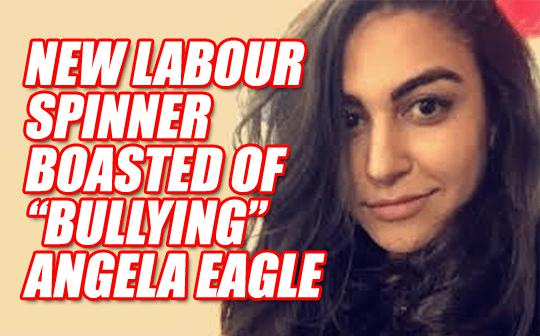 NEW LABOUR
SPINNER
BOASTED OF
“BULLYING”
ANGELA EAGLE